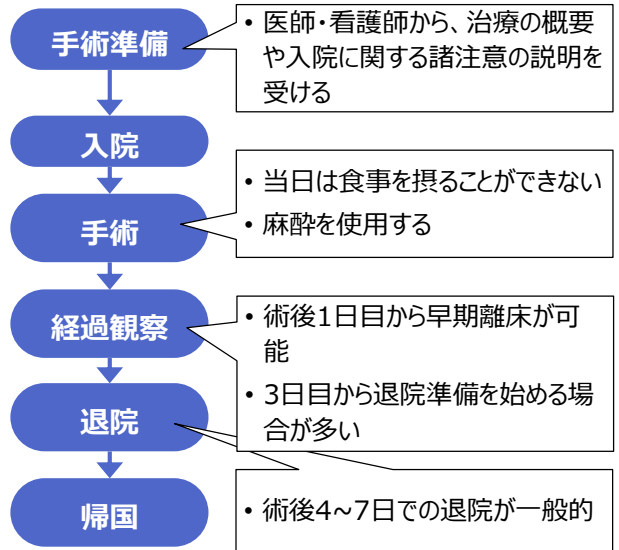 手術準備
• 医師・看護師から、治療の概要
や入院に関する諸注意の説明を
受ける
入院
手術
• 当日は食事を摂ることができない
• 麻酔を使用する
経過観察
• 術後1日目から早期離床が可
能
• 3日目から退院準備を始める場
合が多い
退院
• 術後4~7日での退院が一般的
帰国